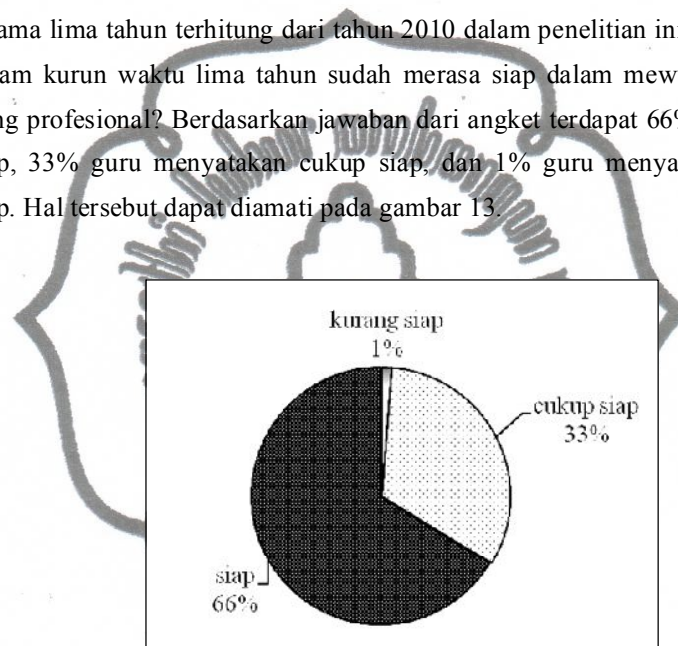 ama lima tahun terhitung dari tahun 2010 dalam penelitian in
am kurun waktu lima tahun sudah merasa siap dalam mew
ng profesional? Berdasarkan jawaban dari angket terdapat 66%
p, 33% guru menyatakan cukup siap, dan 1% guru menya
p. Hal tersebut dapat diamati pada gambar 13.
kurang siap
1%
cukup siap
33%
siap
66%